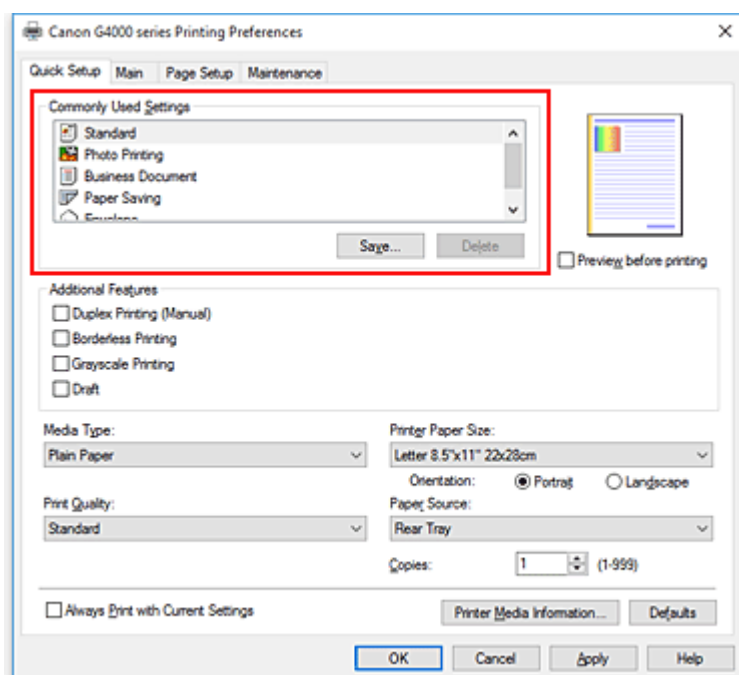 Canon G4000 series Printing Preferences
Quick Setup Main Page Setup Maintenance
Commonly Used Settings
Standard
Photo Printing
Business Document
Paper Saving
Envelope
Save... Delete
Preview before printing
Additional Features
Duplex Printing (Manual)
Borderless Printing
Grayscale Printing
Draft
Media Type: Printer Paper Size:
Plain Paper Letter 8.5"x11" 22x28cm
Orientation: Portrait Landscape
Print Quality: Paper Source:
Standard Rear Tray
Copies: 1 (1-999)
Always Print with Current Settings Printer Media Information... Defaults
OK Cancel Apply Help